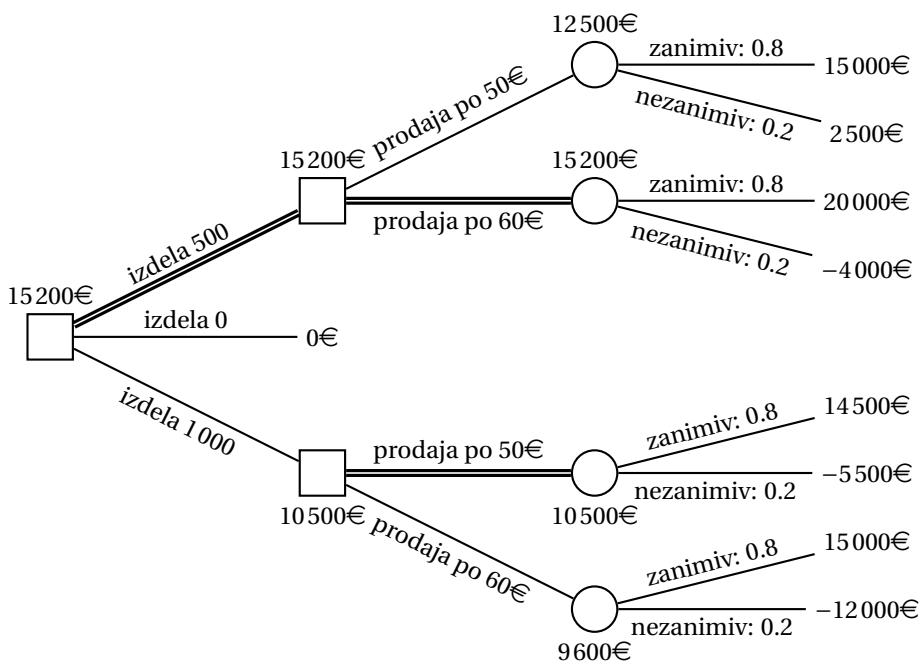 12 500€
zanimiv: 0.8
15 000€
prodaja po 50€
nezanimiv: 0.2
2 500€
15 200€
15 200€
zanimiv: 0.8
20 000€
izdela 500
prodaja po 60€
nezanimiv: 0.2
−4 000€
15 200€
izdela 0
0€
izdela 1 000
prodaja po 50€
zanimiv: 0.8
14 500€
−5 500€
nezanimiv: 0.2
10 500€
10 500€
prodaja po 60€
zanimiv: 0.8
15 000€
−12 000€
nezanimiv: 0.2
9 600€